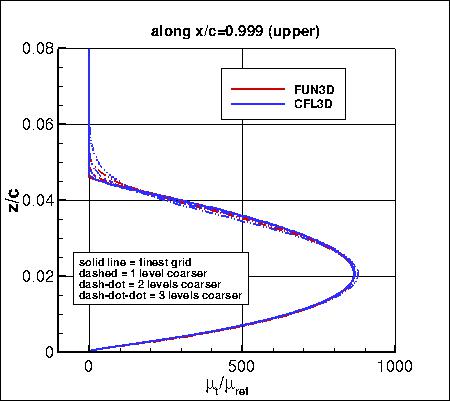 along x/c=0.999 (upper)
0.08
FUN3D
CFL3D
0.06
z/c
0.04
solid line = finest grid
dashed = 1 level coarser
dash-dot = 2 levels coarser
dash-dot-dot = 3 levels coarser
0.02
0
0 500 1000
μt/μref